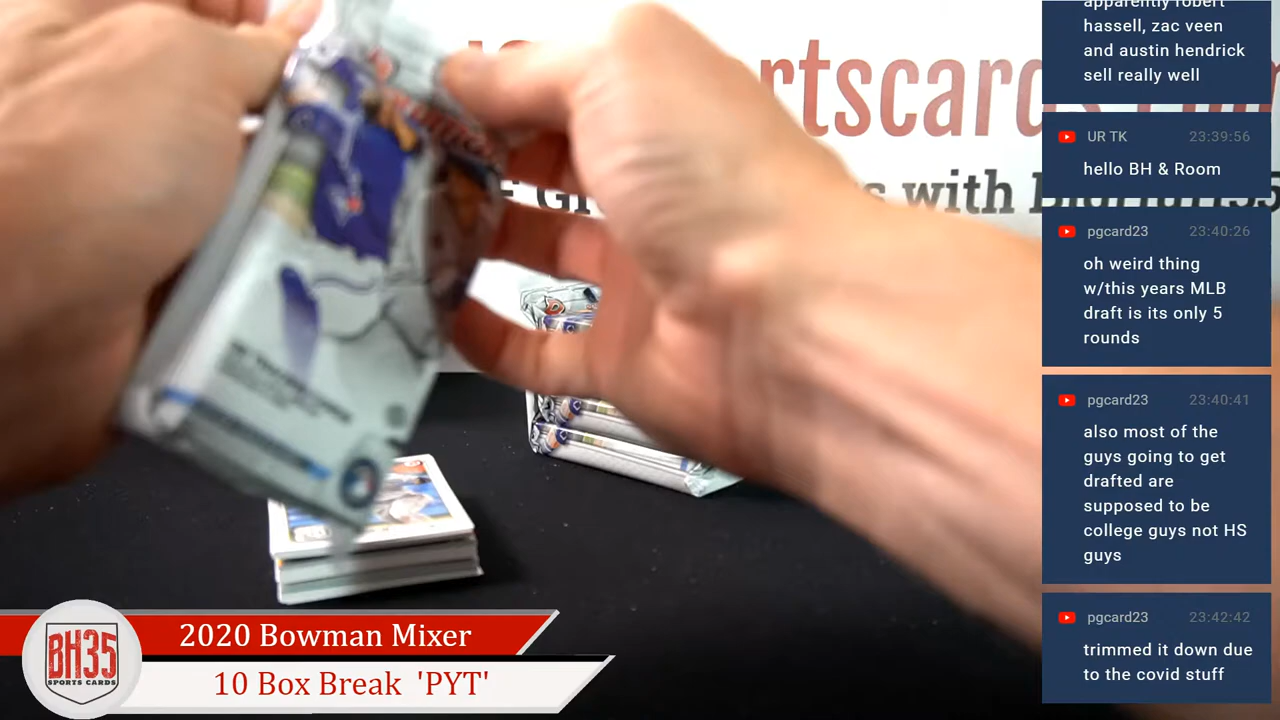 rtscards
s with
apparently robert
hassell, zac veen
and austin hendrick
sell really well
UR TK 23:39:56
hello BH & Room
pgcard23 23:40:26
oh weird thing
w/this years MLB
draft is its only 5
rounds
pgcard23 23:40:41
also most of the
guys going to get
drafted are
supposed to be
college guys not HS
guys
pgcard23 23:42:42
trimmed it down due
to the covid stuff
BH35
SPORTS CARDS
2020 Bowman Mixer
10 Box Break 'PYT'